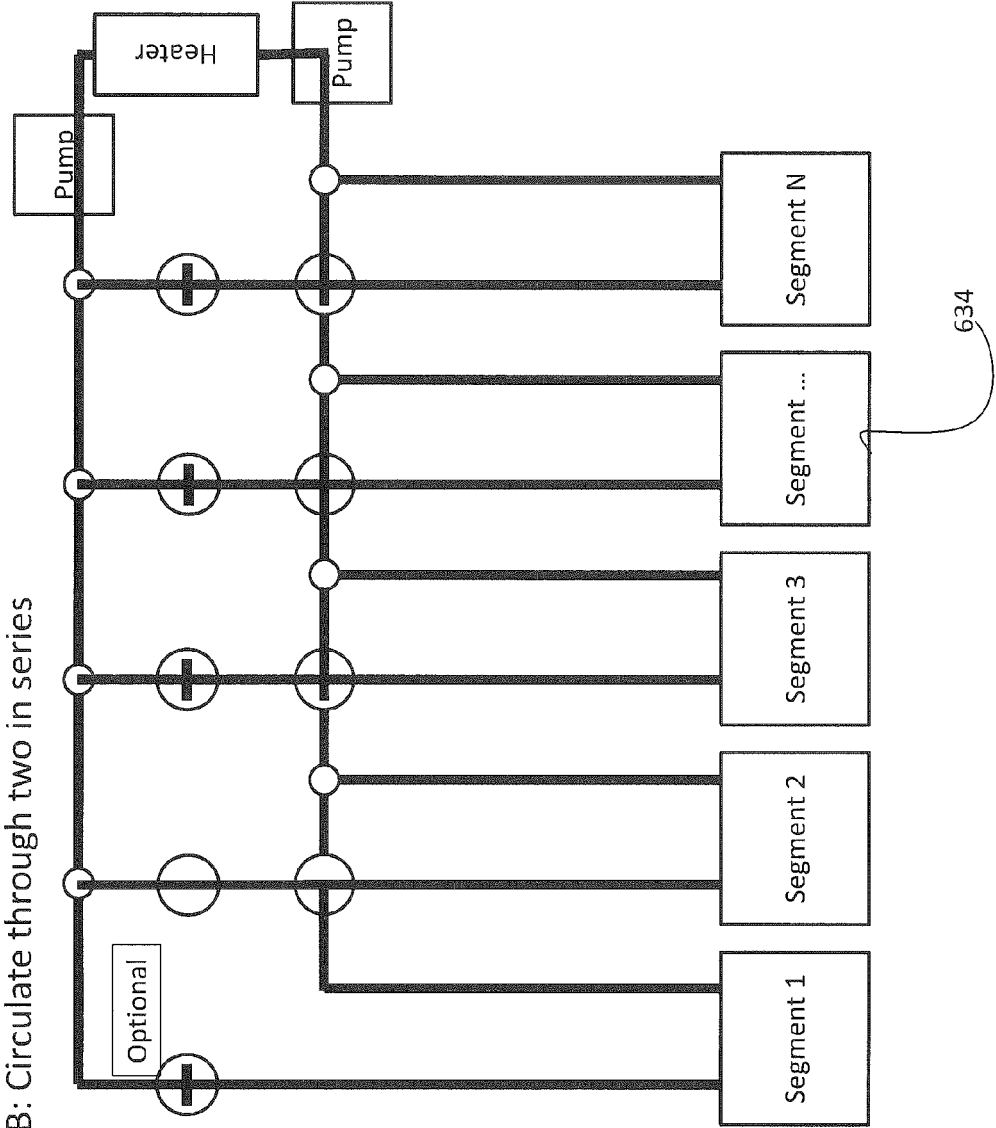 B: Circulate through two in series
Pump
Heater
Pump
Optional
Segment 1
Segment 2
Segment 3
Segment ...
Segment N
634